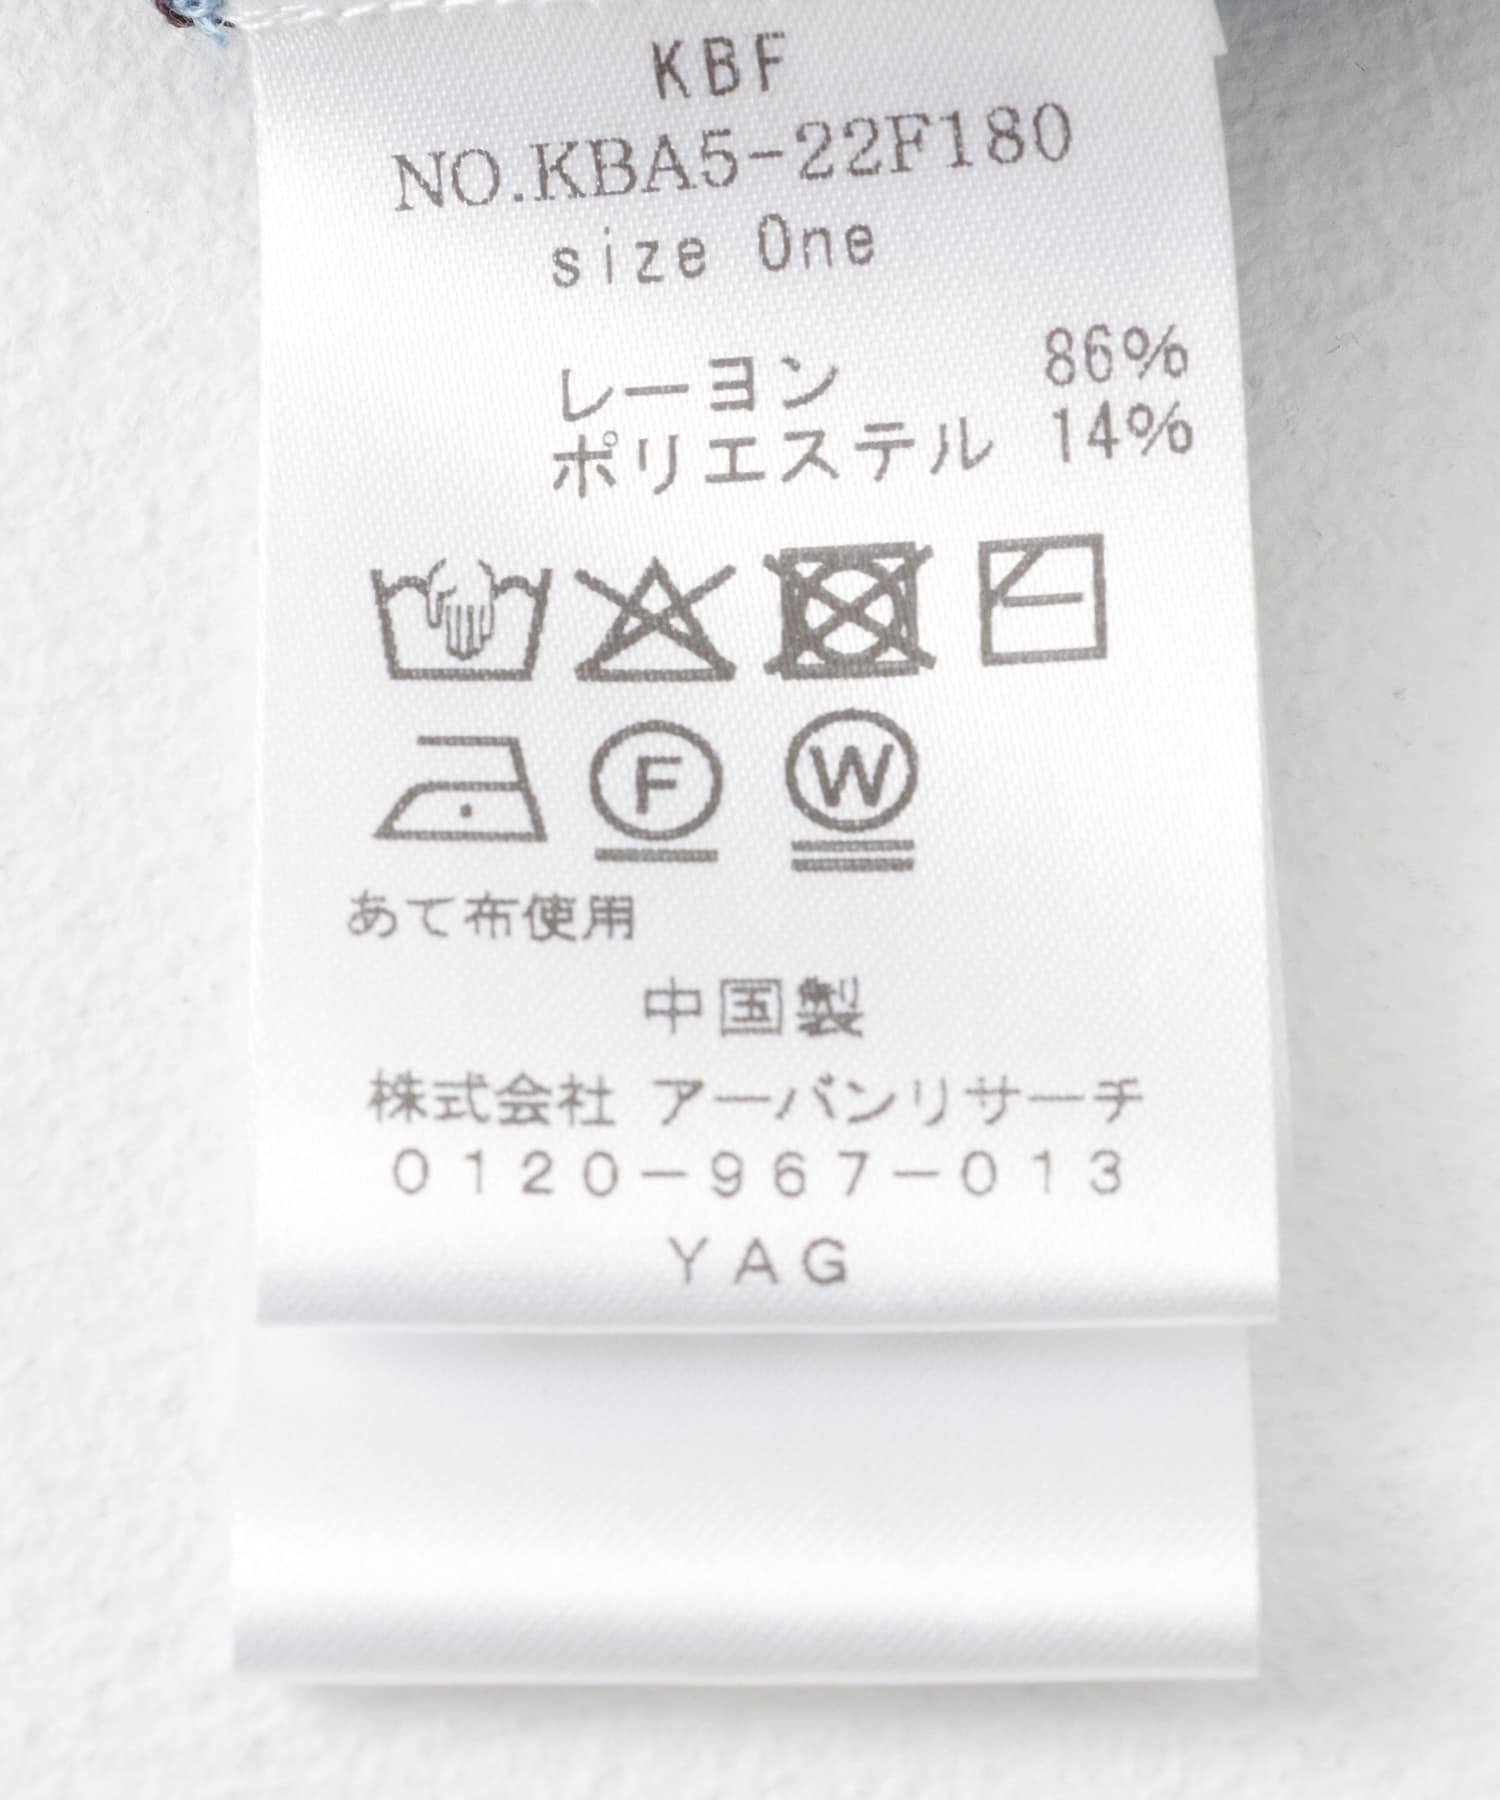 KBF
NO.KBA5-22F180
size One
レーヨン 86%
ポリエステル 14%
F W
あて布使用
中国製
株式会社 アーバンリサーチ
0120-967-013
YAG